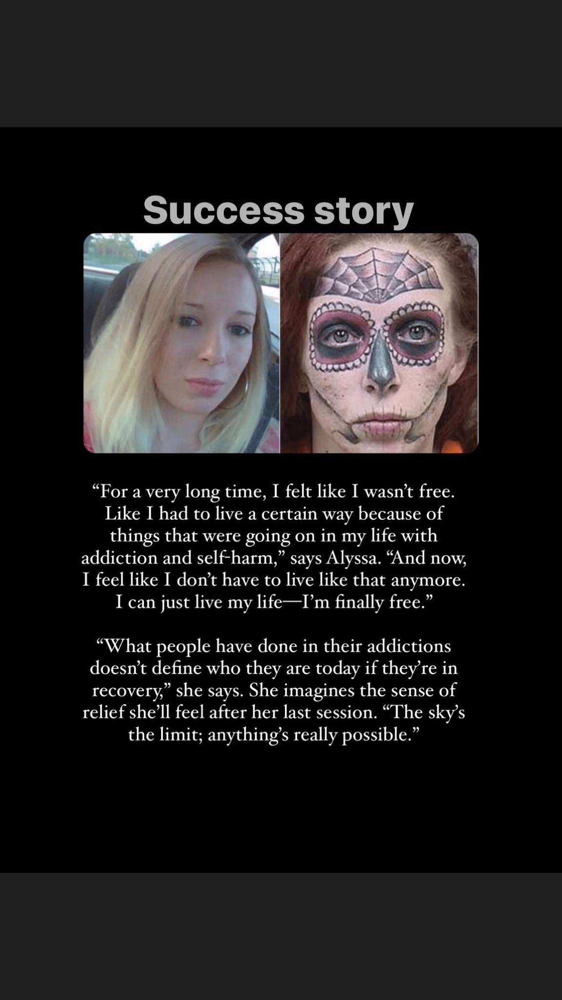 Success story
“For a very long time, I felt like I wasn’t free.
Like I had to live a certain way because of
things that were going on in my life with
addiction and self-harm,” says Alyssa. “And now,
I feel like I don’t have to live like that anymore.
I can just live my life—I’m finally free.”
“What people have done in their addictions
doesn’t define who they are today if they’re in
recovery,” she says. She imagines the sense of
relief she’ll feel after her last session. “The sky’s
the limit; anything’s really possible.”